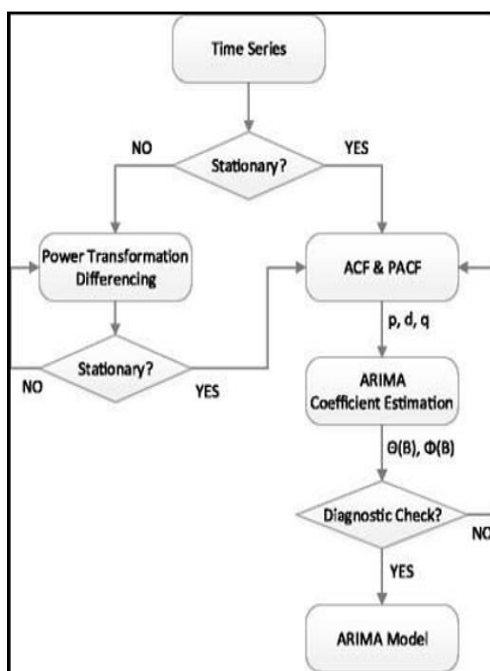 Time Series
NO
YES
Stationary?
Power Transformation
Differencing
ACF & PACF
p, d, q
Stationary?
NO
YES
ARIMA
Coefficient Estimation
Θ(B), Φ(B)
Diagnostic Check?
NO
YES
ARIMA Model